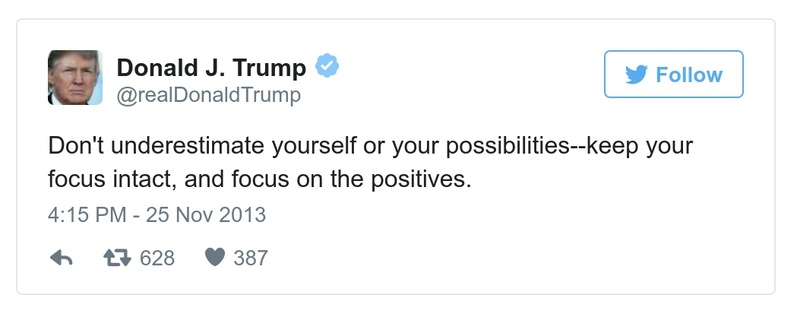 Donald J. Trump
@realDonaldTrump
Follow
Don't underestimate yourself or your possibilities--keep your
focus intact, and focus on the positives.
4:15 PM - 25 Nov 2013
628 387